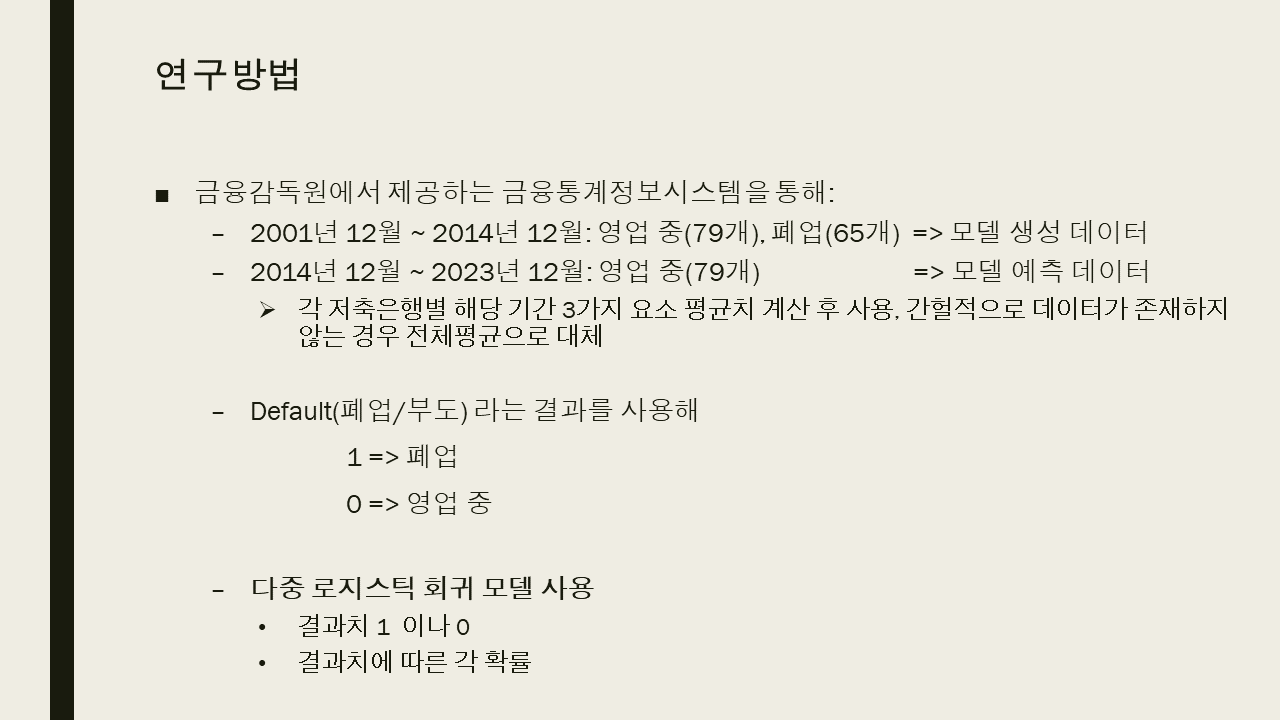 연구방법
■ 금융감독원에서 제공하는 금융통계정보시스템을 통해:
– 2001년 12월 ~ 2014년 12월: 영업 중(79개), 폐업(65개) => 모델 생성 데이터
– 2014년 12월 ~ 2023년 12월: 영업 중(79개) => 모델 예측 데이터
➢ 각 저축은행별 해당 기간 3가지 요소 평균치 계산 후 사용, 간헐적으로 데이터가 존재하지
않는 경우 전체평균으로 대체
– Default(폐업/부도) 라는 결과를 사용해
1 => 폐업
0 => 영업 중
– 다중 로지스틱 회귀 모델 사용
• 결과치 1 이나 0
• 결과치에 따른 각 확률